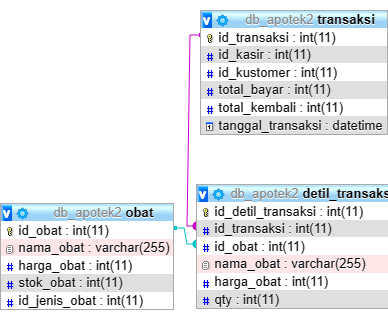 db_apotek2 transaksi
id_transaksi : int(11)
id_kasir : int(11)
id_kustomer : int(11)
total_bayar : int(11)
total_kembali : int(11)
tanggal_transaksi : datetime
db_apotek2 obat
id_obat : int(11)
nama_obat : varchar(255)
harga_obat : int(11)
stok_obat : int(11)
id_jenis_obat : int(11)
db_apotek2 detil_transaks
id_detil_transaksi : int(11)
id_transaksi : int(11)
id_obat : int(11)
nama_obat : varchar(255)
harga_obat : int(11)
qty : int(11)